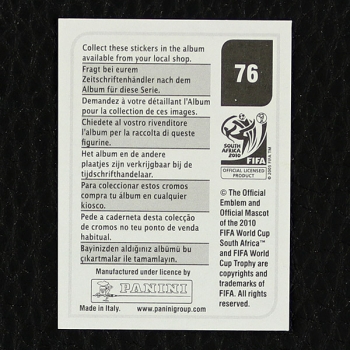 Collect these stickers in the album
available from your local shop.
Fragt bei eurem
Zeitschriftenhändler nach dem
Album für diese Serie.
Demandez à votre détaillant l'Album
pour la collection de ces images.
Chiedete al vostro rivenditore
l'album per la raccolta di queste
figurine.
Het album en de andere
plaatjes zijn verkrijgbaar bij de
tijdschrifthandelaar.
Para coleccionar estos cromos
compra tu álbum en cualquier
kiosco.
Pede a caderneta desta colecção
de cromos no teu ponto de venda
habitual.
Bayinizden aldığınız albümü bu
çıkartmalar ile tamamlayın.
Manufactured under licence by
PANINI
Made in Italy. www.paninigroup.com
76
SOUTH AFRICA
2010
FIFA
© 2005 FIFA TM
OFFICIAL LICENSED
PRODUCT
© The Official
Emblem and
Official Mascot
of the 2010
FIFA World Cup
South Africa™
and FIFA World
Cup Trophy are
copyrights and
trademarks of
FIFA. All rights
reserved.